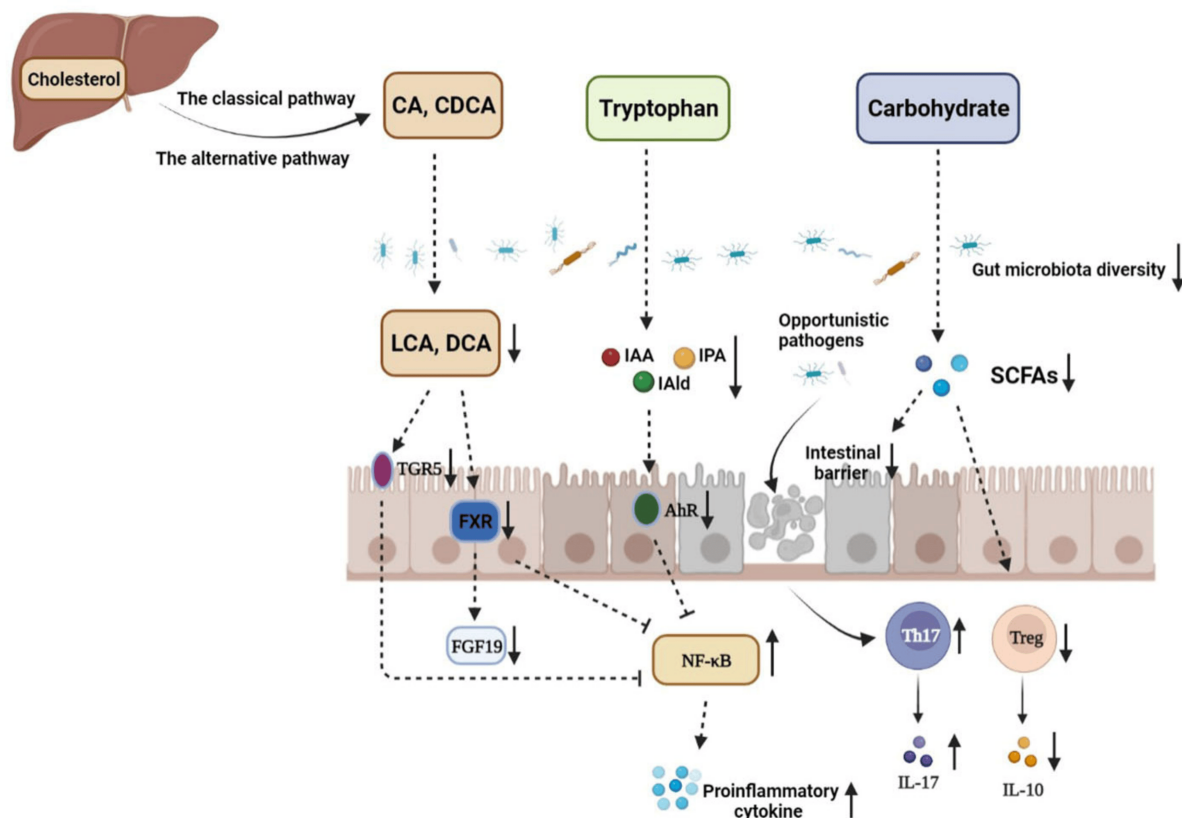 Cholesterol
The classical pathway
The alternative pathway
CA, CDCA
Tryptophan
Carbohydrate
Gut microbiota diversity
LCA, DCA
IAA
IPA
IAld
Opportunistic
pathogens
SCFAs
Intestinal
barrier
TGR5
FXR
AhR
FGF19
NF-κB
Th17
Treg
IL-17
IL-10
Proinflammatory
cytokine